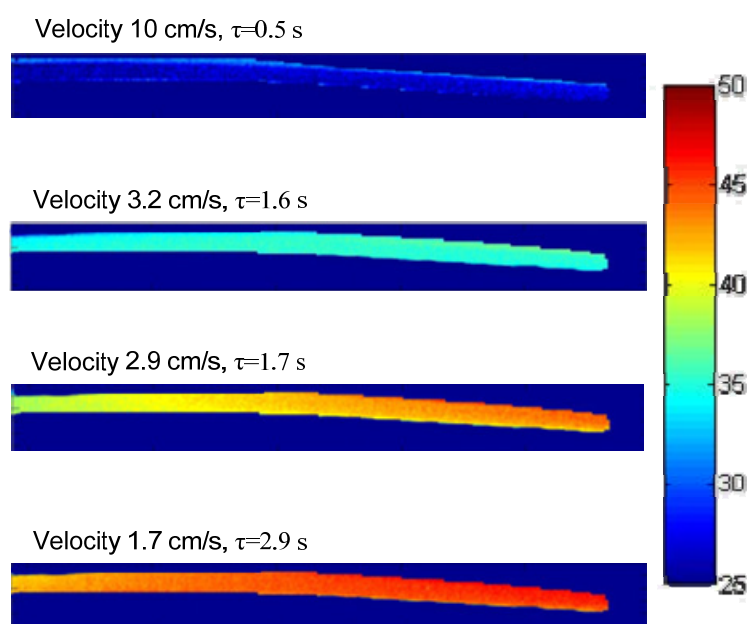 Velocity 10 cm/s, τ=0.5 s
Velocity 3.2 cm/s, τ=1.6 s
Velocity 2.9 cm/s, τ=1.7 s
Velocity 1.7 cm/s, τ=2.9 s
50
45
40
35
30
25